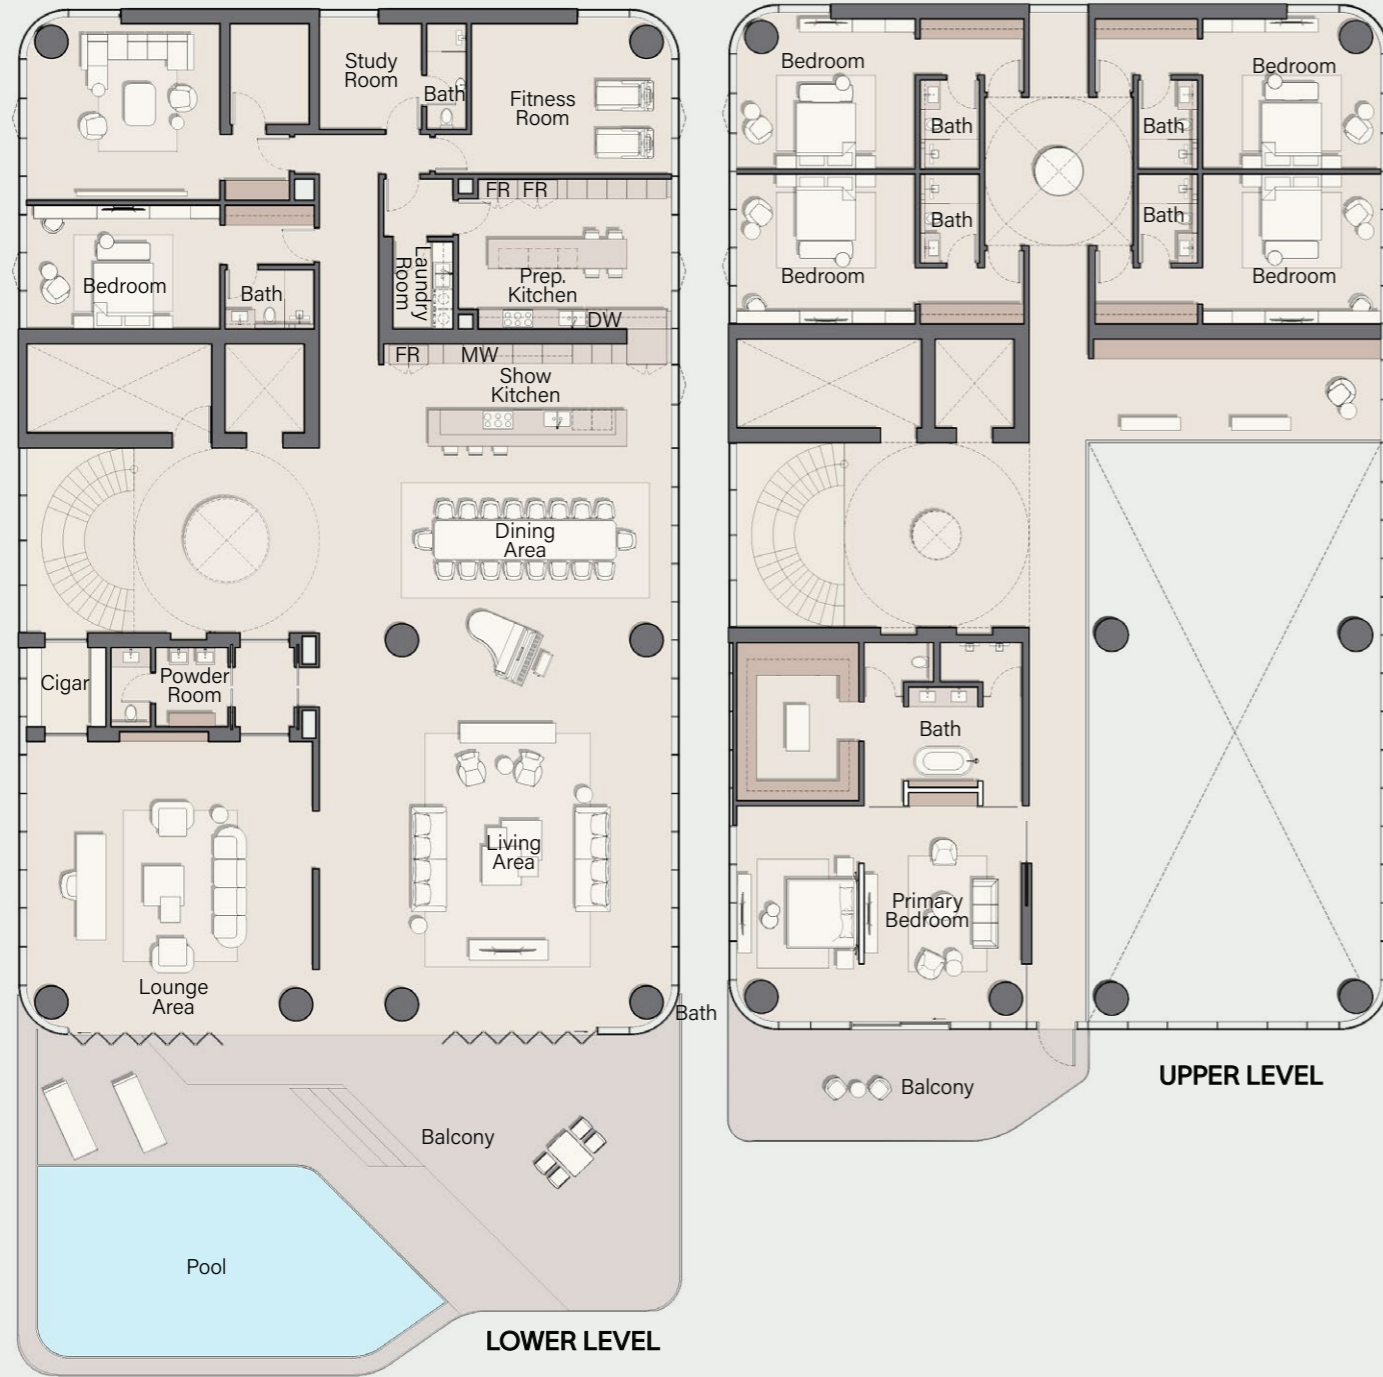 Study
Room
Bath
Fitness
Room
FR FR
Bedroom
Bath
Laundry
Room
Prep.
Kitchen
DW
FR
MW
Show
Kitchen
Dining
Area
Cigar
Powder
Room
Living
Area
Lounge
Area
Bath
Balcony
Pool
LOWER LEVEL
Bedroom
Bedroom
Bath
Bath
Bath
Bath
Bedroom
Bedroom
Bath
Primary
Bedroom
Balcony
UPPER LEVEL